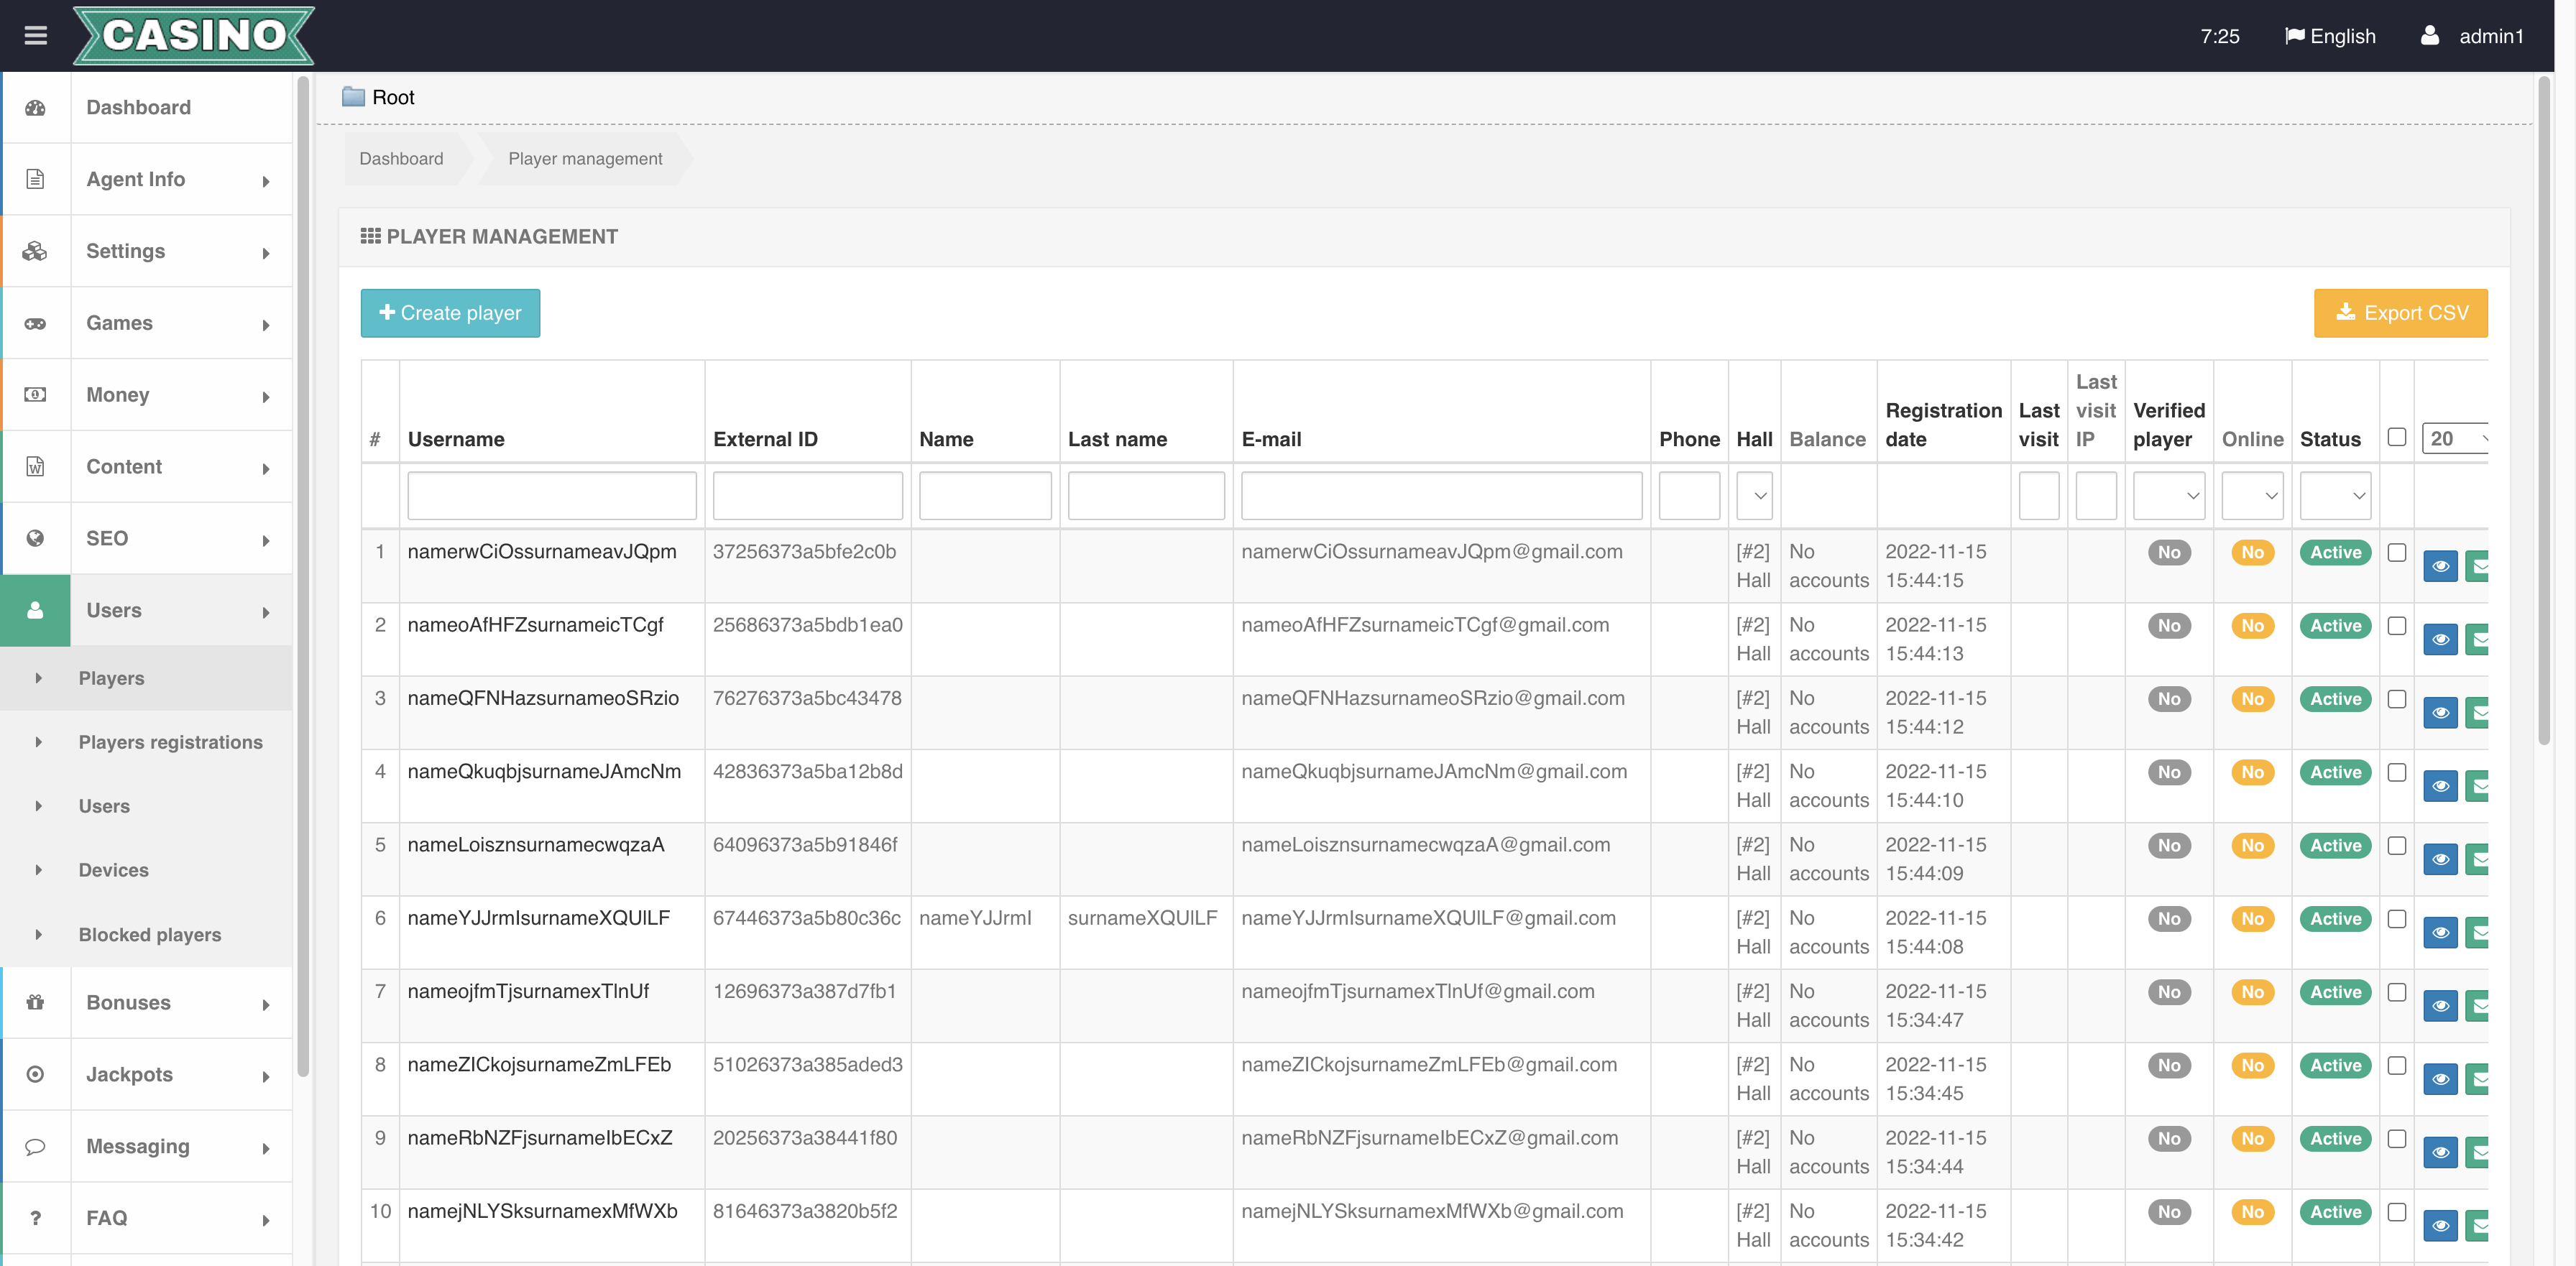 CASINO
7:25 English admin1
Dashboard
Agent Info
Settings
Games
Money
Content
SEO
Users
Players
Players registrations
Users
Devices
Blocked players
Bonuses
Jackpots
Messaging
FAQ
Root
Dashboard Player management
PLAYER MANAGEMENT
Create player Export CSV
# Username External ID Name Last name E-mail Phone Hall Balance Registration date Last visit Last visit IP Verified player Online Status 20
1 namerwCiOssurnameavJQpm 37256373a5bfe2c0b namerwCiOssurnameavJQpm@gmail.com [#2] No 2022-11-15 No No Active
Hall accounts 15:44:15
2 nameoAfHFZsurnameicTCgf 25686373a5bdb1ea0 nameoAfHFZsurnameicTCgf@gmail.com [#2] No 2022-11-15 No No Active
Hall accounts 15:44:13
3 nameQFNHazsurnameoSRzio 76276373a5bc43478 nameQFNHazsurnameoSRzio@gmail.com [#2] No 2022-11-15 No No Active
Hall accounts 15:44:12
4 nameQkuqbjsurnameJAmcNm 42836373a5ba12b8d nameQkuqbjsurnameJAmcNm@gmail.com [#2] No 2022-11-15 No No Active
Hall accounts 15:44:10
5 nameLoisznsurnamecwqzaA 64096373a5b91846f nameLoisznsurnamecwqzaA@gmail.com [#2] No 2022-11-15 No No Active
Hall accounts 15:44:09
6 nameYJJrmIsurnameXQUILF 67446373a5b80c36c nameYJJrmI surnameXQUILF nameYJJrmIsurnameXQUILF@gmail.com [#2] No 2022-11-15 No No Active
Hall accounts 15:44:08
7 nameojfmTjsurnamexTlnUf 12696373a387d7fb1 nameojfmTjsurnamexTlnUf@gmail.com [#2] No 2022-11-15 No No Active
Hall accounts 15:34:47
8 nameZICkojsurnameZmLFEb 51026373a385aded3 nameZICkojsurnameZmLFEb@gmail.com [#2] No 2022-11-15 No No Active
Hall accounts 15:34:45
9 nameRbNZFjsurnameIbECxZ 20256373a38441f80 nameRbNZFjsurnameIbECxZ@gmail.com [#2] No 2022-11-15 No No Active
Hall accounts 15:34:44
10 namejNLYSksurnamexMfWXb 81646373a3820b5f2 namejNLYSksurnamexMfWXb@gmail.com [#2] No 2022-11-15 No No Active
Hall accounts 15:34:42